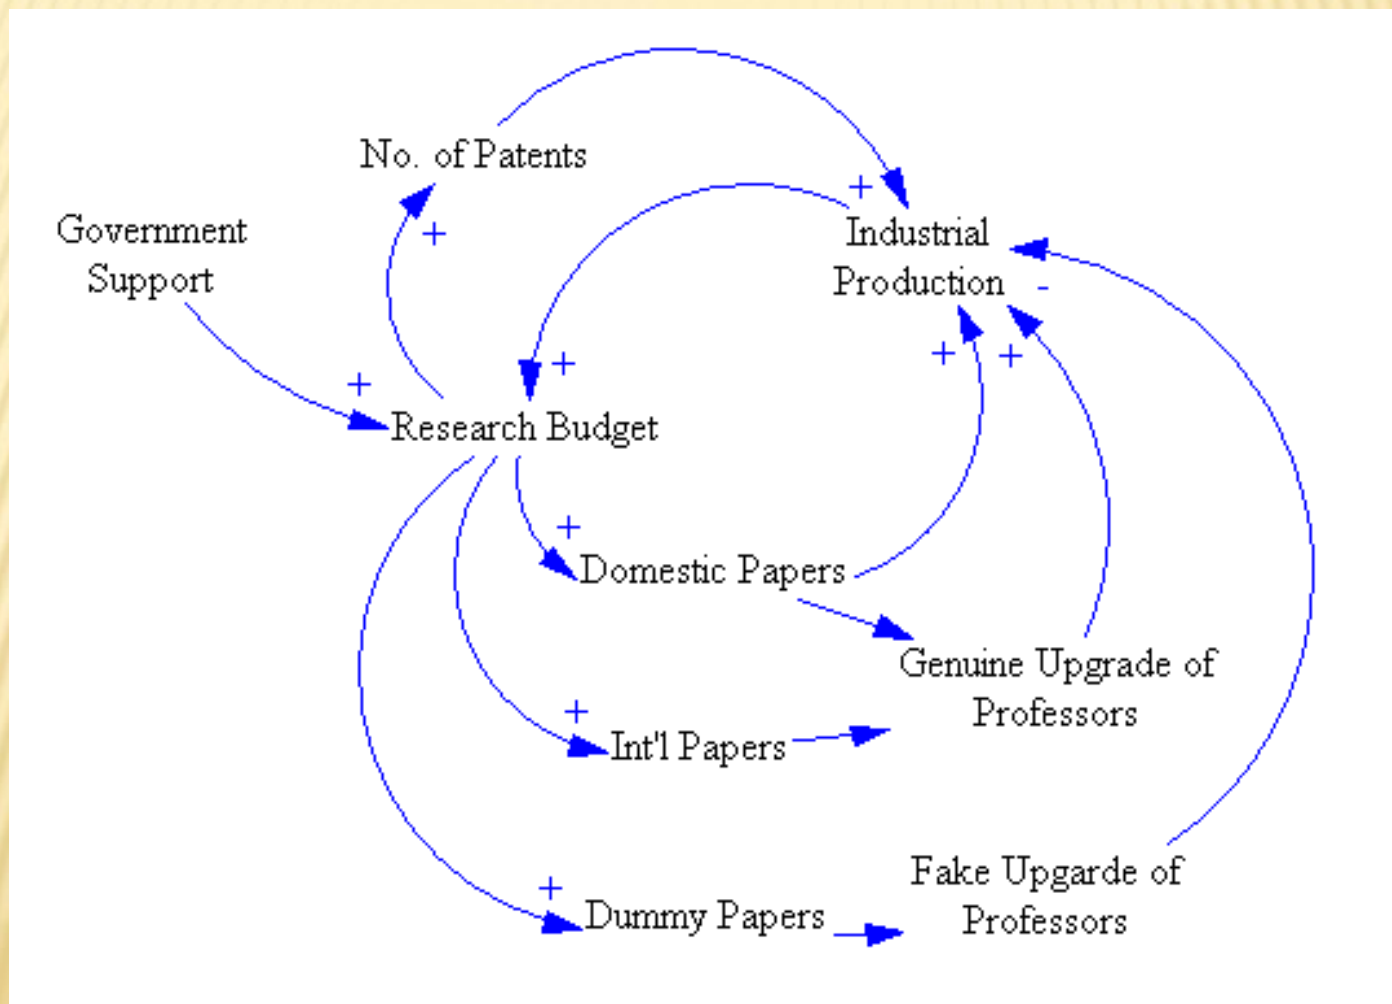 No. of Patents
+
Government
Support
+
Industrial
Production
-
+
+
+
+
Research Budget
+
Domestic Papers
Genuine Upgrade of
Professors
+
Int'l Papers
Fake Upgarde of
Professors
+
Dummy Papers